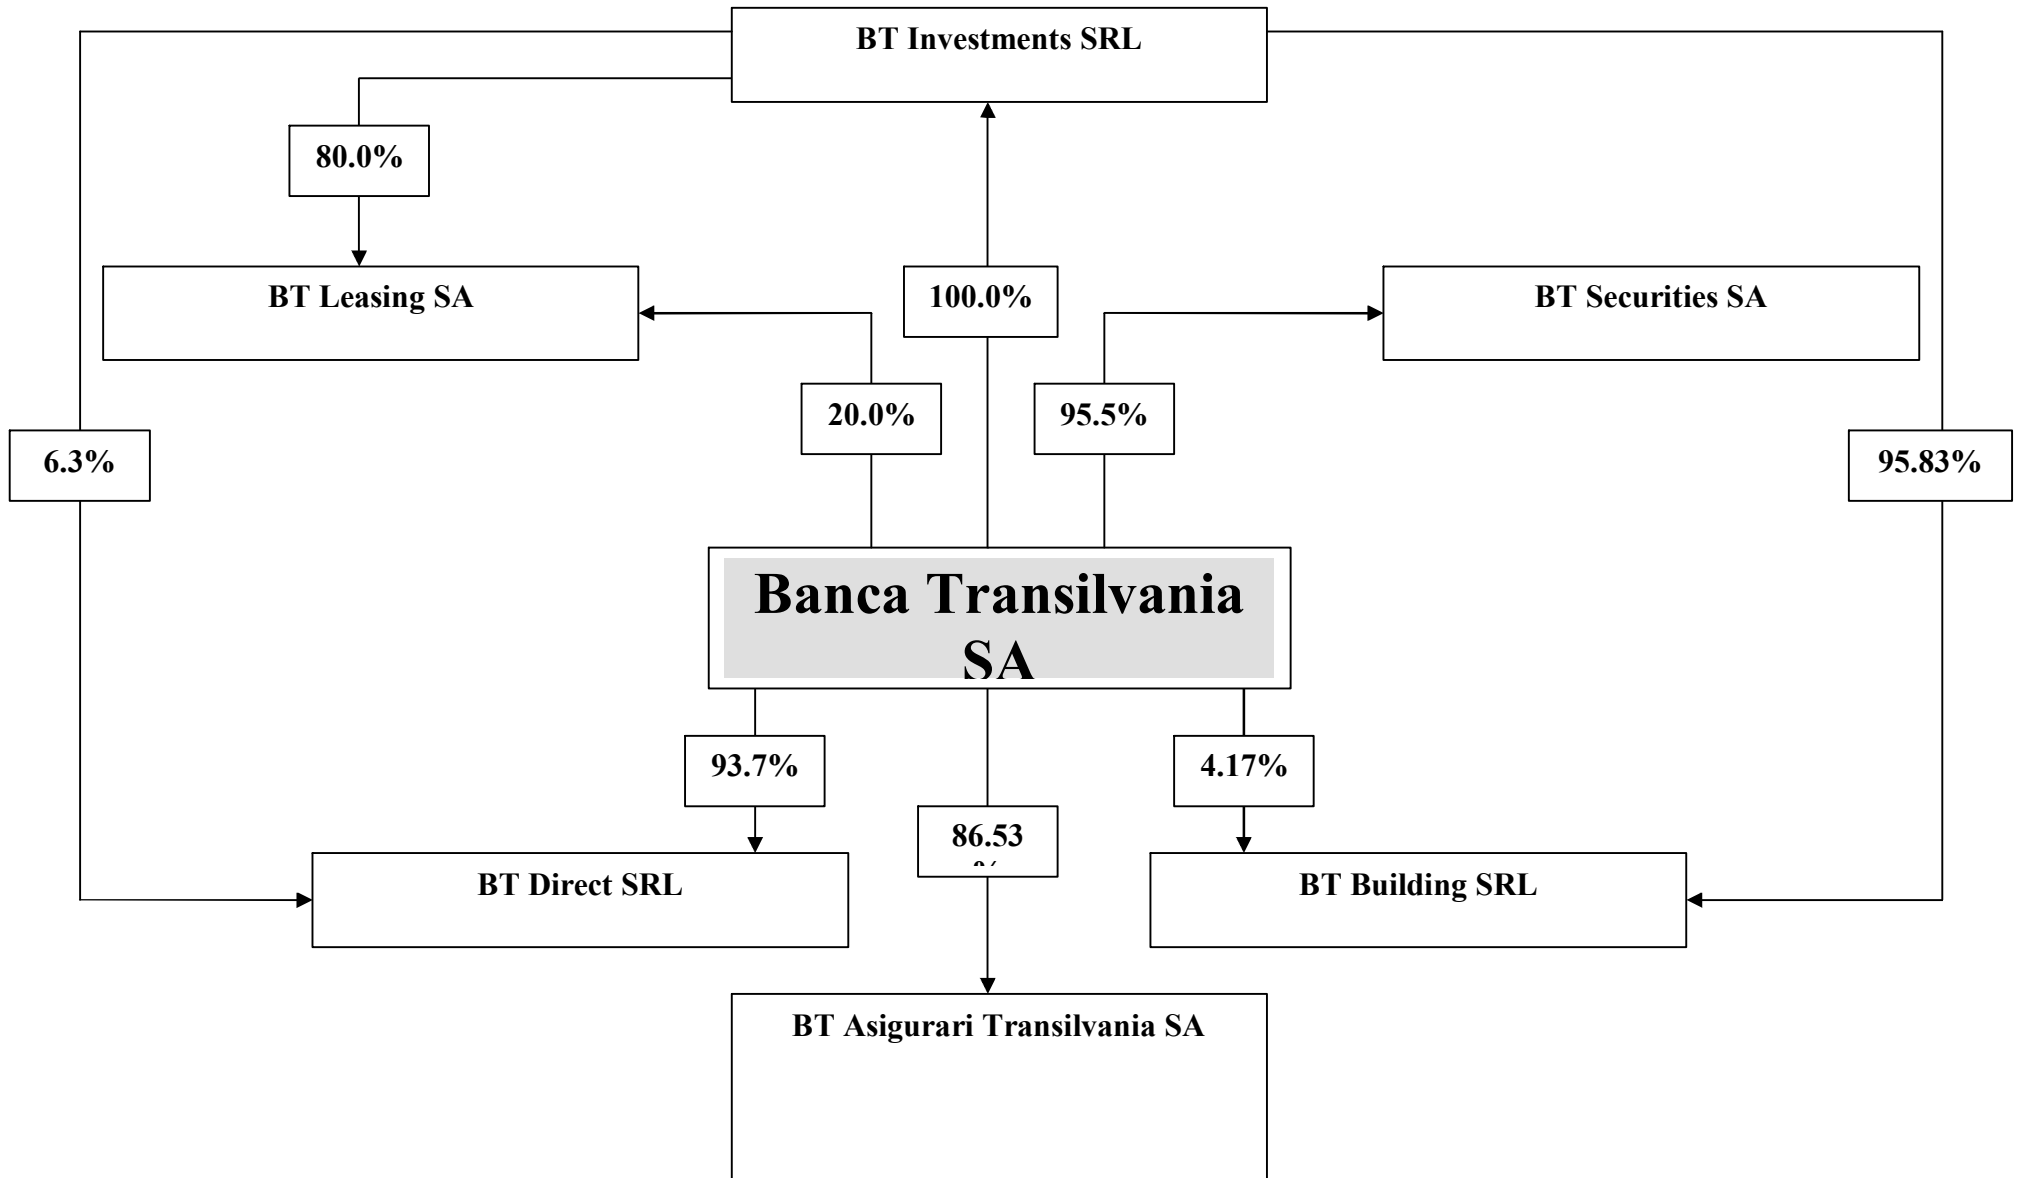 BT Investments SRL
80.0%
BT Leasing SA
100.0%
BT Securities SA
20.0%
95.5%
6.3%
95.83%
Banca Transilvania
SA
93.7%
4.17%
86.53
%
BT Direct SRL
BT Building SRL
BT Asigurari Transilvania SA